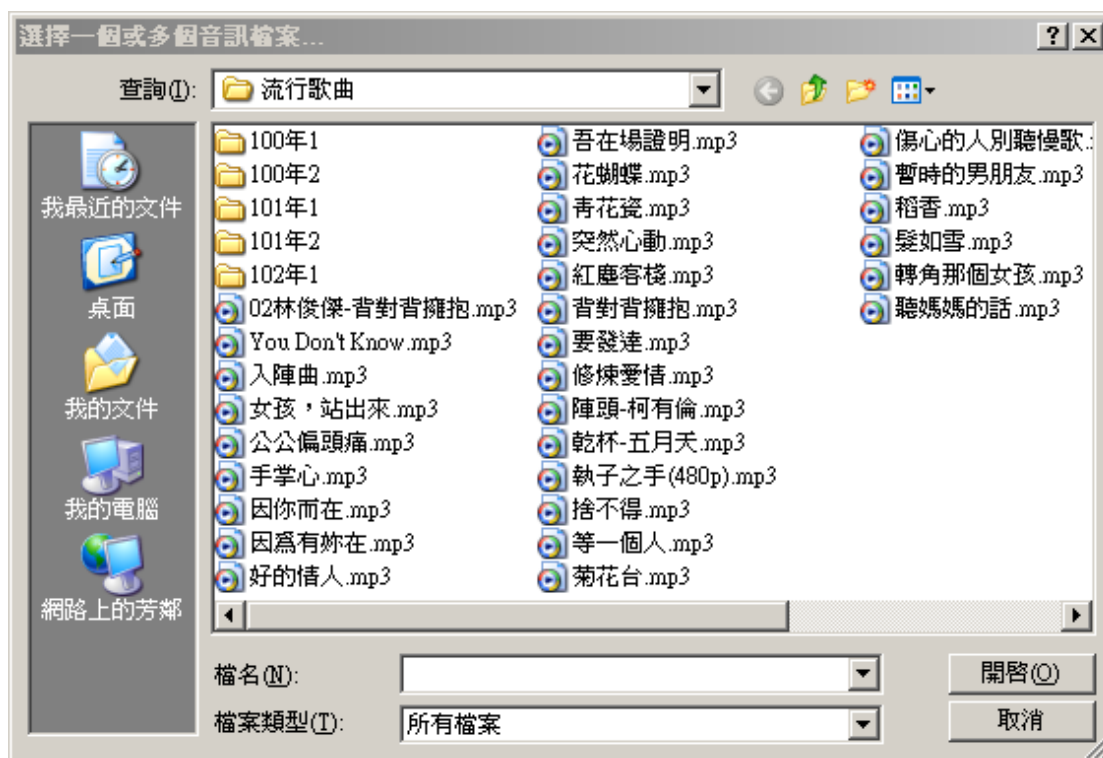 選擇一個或多個音訊檔案...
查詢(I):
流行歌曲
我最近的文件
桌面
我的文件
我的電腦
網路上的芳鄰
100年1
100年2
101年1
101年2
102年1
02林俊傑-背對背擁抱.mp3
You Don't Know.mp3
入陣曲.mp3
女孩，站出來.mp3
公公偏頭痛.mp3
手掌心.mp3
因你而在.mp3
因為有妳在.mp3
好的情人.mp3
吾在場證明.mp3
花蝴蝶.mp3
青花瓷.mp3
突然心動.mp3
紅塵客棧.mp3
背對背擁抱.mp3
要發達.mp3
修煉愛情.mp3
陣頭-柯有倫.mp3
乾杯-五月天.mp3
執子之手(480p).mp3
捨不得.mp3
等一個人.mp3
菊花台.mp3
傷心的人別聽慢歌.
暫時的男朋友.mp3
稻香.mp3
髮如雪.mp3
轉角那個女孩.mp3
聽媽媽的話.mp3
檔名(N):
開啓(O)
檔案類型(T):
所有檔案
取消